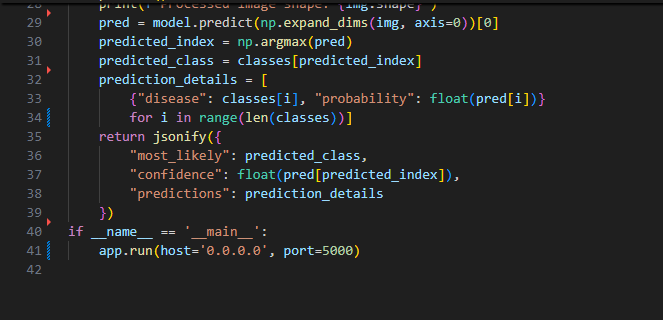 28 print(f"Processed image shape: {img.shape}")
29 pred = model.predict(np.expand_dims(img, axis=0))[0]
30 predicted_index = np.argmax(pred)
31 predicted_class = classes[predicted_index]
32 prediction_details = [
33 {"disease": classes[i], "probability": float(pred[i])}
34 for i in range(len(classes))]
35 return jsonify({
36 "most_likely": predicted_class,
37 "confidence": float(pred[predicted_index]),
38 "predictions": prediction_details
39 })
40 if __name__ == '__main__':
41 app.run(host='0.0.0.0', port=5000)
42